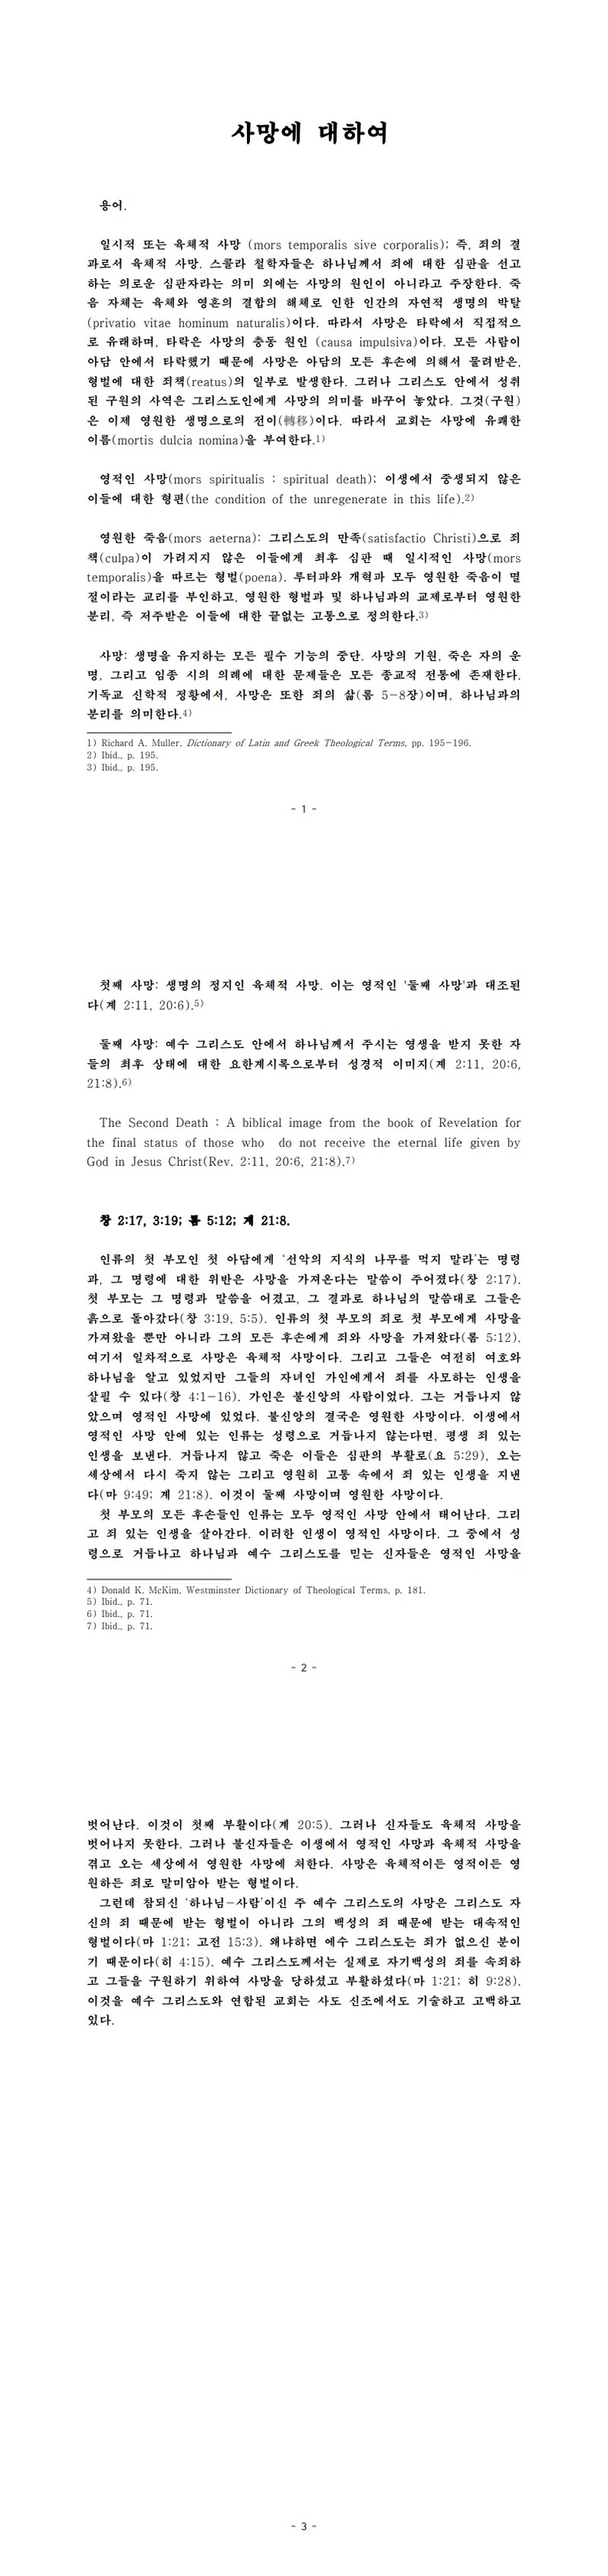 사망에 대하여
용어.
일시적 또는 육체적 사망 (mors temporalis sive corporalis); 즉, 죄의 결
과로서 육체적 사망. 스콜라 철학자들은 하나님께서 죄에 대한 심판을 선고
하는 의로운 심판자라는 의미 외에는 사망의 원인이 아니라고 주장한다. 죽
음 자체는 육체와 영혼의 결합의 해체로 인한 인간의 자연적 생명의 박탈
(privatio vitae hominum naturalis)이다. 따라서 사망은 타락에서 직접적으
로 유래하며, 타락은 사망의 충동 원인 (causa impulsiva)이다. 모든 사람이
아담 안에서 타락했기 때문에 사망은 아담의 모든 후손에 의해서 물려받은,
형벌에 대한 죄책(reatus)의 일부로 발생한다. 그러나 그리스도 안에서 성취
된 구원의 사역은 그리스도인에게 사망의 의미를 바꾸어 놓았다. 그것(구원)
은 이제 영원한 생명으로의 전이(轉移)이다. 따라서 교회는 사망에 유쾌한
이름(mortis dulcia nomina)을 부여한다.1)
영적인 사망(mors spiritualis : spiritual death); 이생에서 중생되지 않은
이들에 대한 형편(the condition of the unregenerate in this life).2)
영원한 죽음(mors aeterna): 그리스도의 만족(satisfactio Christi)으로 죄
책(culpa)이 가려지지 않은 이들에게 최후 심판 때 일시적인 사망(mors
temporalis)을 따르는 형벌(poena). 루터파와 개혁과 모두 영원한 죽음이 멸
절이라는 교리를 부인하고, 영원한 형벌과 및 하나님과의 교제로부터 영원한
분리, 즉 저주받은 이들에 대한 끝없는 고통으로 정의한다.3)
사망: 생명을 유지하는 모든 필수 기능의 중단. 사망의 기원, 죽은 자의 운
명, 그리고 임종 시의 의례에 대한 문제들은 모든 종교적 전통에 존재한다.
기독교 신학적 정황에서, 사망은 또한 죄의 삶(롬 5-8장)이며, 하나님과의
분리를 의미한다.4)
1) Richard A. Muller, Dictionary of Latin and Greek Theological Terms, pp. 195-196.
2) Ibid., p. 195.
3) Ibid., p. 195.
- 1 -
첫째 사망: 생명의 정지인 육체적 사망. 이는 영적인 '둘째 사망'과 대조된
다(계 2:11, 20:6).5)
둘째 사망: 예수 그리스도 안에서 하나님께서 주시는 영생을 받지 못한 자
들의 최후 상태에 대한 요한계시록으로부터 성경적 이미지(계 2:11, 20:6,
21:8).6)
The Second Death : A biblical image from the book of Revelation for
the final status of those who do not receive the eternal life given by
God in Jesus Christ(Rev. 2:11, 20:6, 21:8).7)
창 2:17, 3:19; 롬 5:12; 계 21:8.
인류의 첫 부모인 첫 아담에게 '선악의 지식의 나무를 먹지 말라'는 명령
과, 그 명령에 대한 위반은 사망을 가져온다는 말씀이 주어졌다(창 2:17).
첫 부모는 그 명령과 말씀을 어겼고, 그 결과로 하나님의 말씀대로 그들은
흙으로 돌아갔다(창 3:19, 5:5). 인류의 첫 부모의 죄로 첫 부모에게 사망을
가져왔을 뿐만 아니라 그의 모든 후손에게 죄와 사망을 가져왔다(롬 5:12).
여기서 일차적으로 사망은 육체적 사망이다. 그리고 그들은 여전히 여호와
하나님을 알고 있었지만 그들의 자녀인 가인에게서 죄를 사모하는 인생을
살필 수 있다(창 4:1-16). 가인은 불신앙의 사람이었다. 그는 거듭나지 않
았으며 영적인 사망에 있었다. 불신앙의 결국은 영원한 사망이다. 이생에서
영적인 사망 안에 있는 인류는 성령으로 거듭나지 않는다면, 평생 죄 있는
인생을 보낸다. 거듭나지 않고 죽은 이들은 심판의 부활로(요 5:29), 오는
세상에서 다시 죽지 않는 그리고 영원히 고통 속에서 죄 있는 인생을 지낸
다(마 9:49; 계 21:8). 이것이 둘째 사망이며 영원한 사망이다.
첫 부모의 모든 후손들인 인류는 모두 영적인 사망 안에서 태어난다. 그리
고 죄 있는 인생을 살아간다. 이러한 인생이 영적인 사망이다. 그 중에서 성
령으로 거듭나고 하나님과 예수 그리스도를 믿는 신자들은 영적인 사망을
4) Donald K. McKim, Westminster Dictionary of Theological Terms, p. 181.
5) Ibid., p. 71.
6) Ibid., p. 71.
7) Ibid., p. 71.
- 2 -
벗어난다. 이것이 첫째 부활이다(계 20:5). 그러나 신자들도 육체적 사망을
벗어나지 못한다. 그러나 불신자들은 이생에서 영적인 사망과 육체적 사망을
겪고 오는 세상에서 영원한 사망에 처한다. 사망은 육체적이든 영적이든 영
원하든 죄로 말미암아 받는 형벌이다.
그런데 참되신 '하나님-사람'이신 주 예수 그리스도의 사망은 그리스도 자
신의 죄 때문에 받는 형벌이 아니라 그의 백성의 죄 때문에 받는 대속적인
형벌이다(마 1:21; 고전 15:3). 왜냐하면 예수 그리스도는 죄가 없으신 분이
기 때문이다(히 4:15). 예수 그리스도께서는 실제로 자기백성의 죄를 속죄하
고 그들을 구원하기 위하여 사망을 당하셨고 부활하셨다(마 1:21; 히 9:28).
이것을 예수 그리스도와 연합된 교회는 사도 신조에서도 기술하고 고백하고
있다.
- 3 -